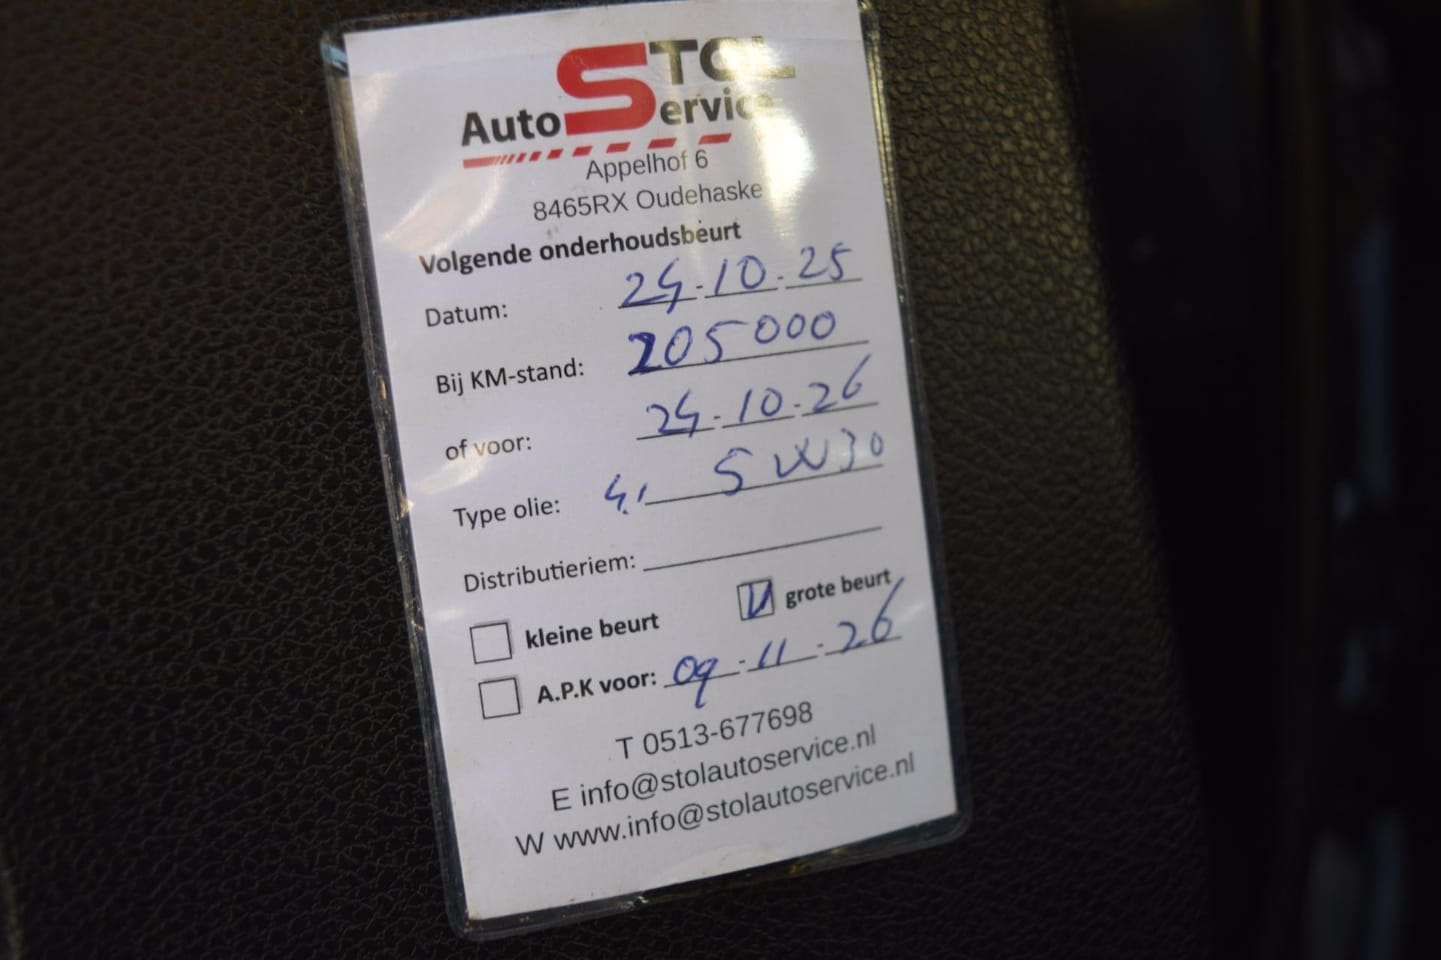 STOL
Auto Service
Appelhof 6
8465RX Oudehaske
Volgende onderhoudsbeurt
Datum: 24-10-25
Bij KM-stand: 205000
of voor: 24-10-26
Type olie: 5W30
Distributieriem:
kleine beurt
grote beurt
A.P.K voor: 09-11-26
T 0513-677698
E info@stolautoservice.nl
W www.info@stolautoservice.nl